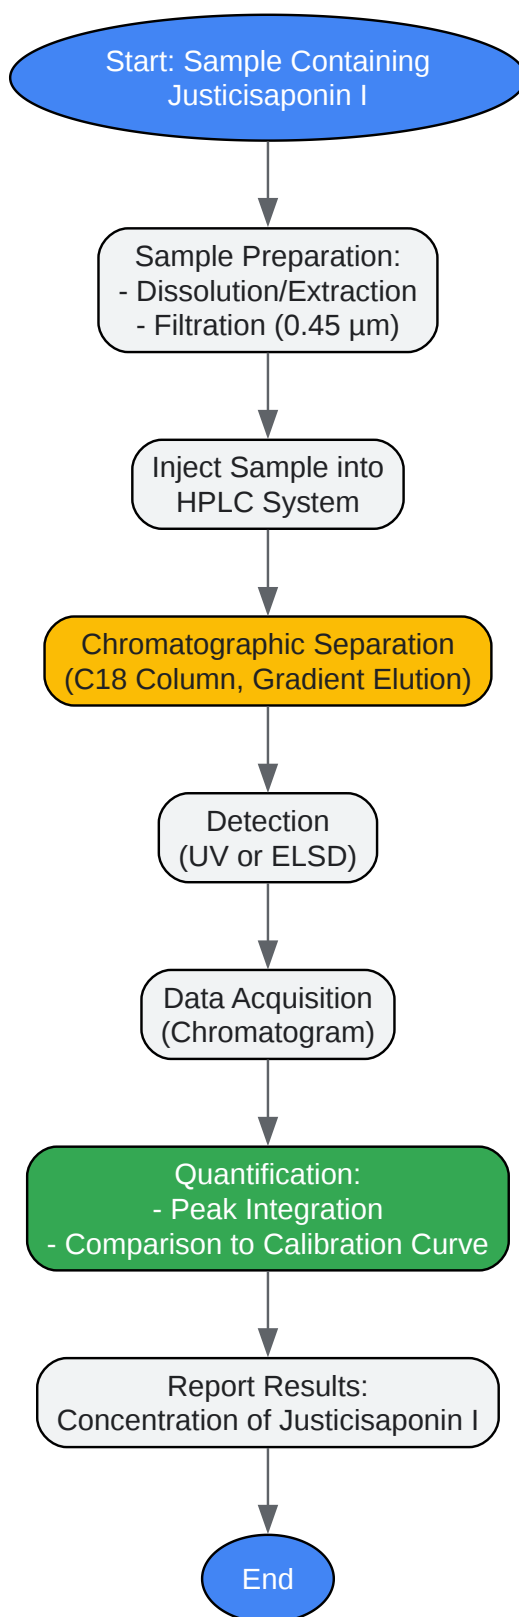 Start: Sample Containing
Justicisaponin I
Sample Preparation:
- Dissolution/Extraction
- Filtration (0.45 µm)
Inject Sample into
HPLC System
Chromatographic Separation
(C18 Column, Gradient Elution)
Detection
(UV or ELSD)
Data Acquisition
(Chromatogram)
Quantification:
- Peak Integration
- Comparison to Calibration Curve
Report Results:
Concentration of Justicisaponin I
End